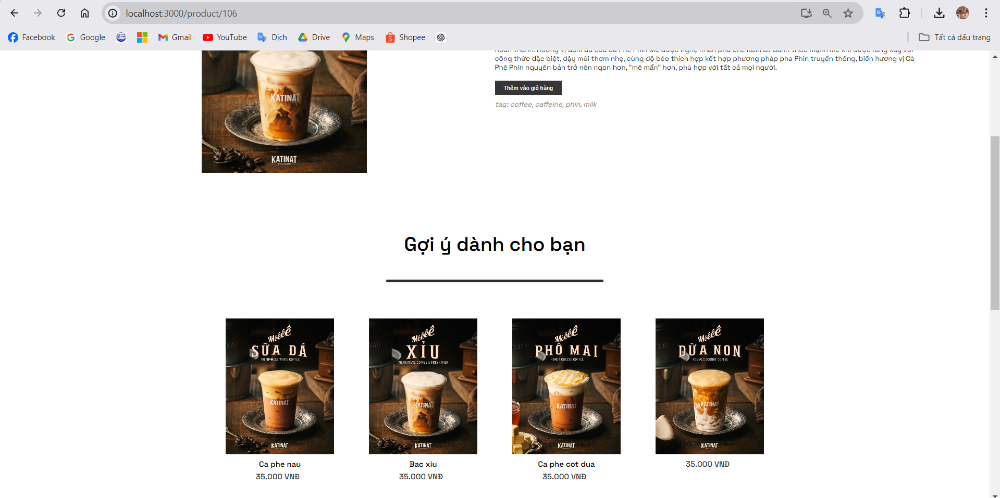 localhost:3000/product/106
Facebook Google Gmail YouTube Dịch Drive Maps Shopee Tất cả dấu trang
công thức đặc biệt, dậy mùi thơm nhẹ, cùng độ béo thích hợp kết hợp phương pháp pha Phin truyền thống, biến hương vị Cà
Phê Phin nguyên bản trở nên ngon hơn, “mê mẩn” hơn, phù hợp với tất cả mọi người.
Thêm vào giỏ hàng
tag: coffee, caffeine, phin, milk
KATINAT
KATINAT
Gợi ý dành cho bạn
Mêêêê
SỮA ĐÁ
VIETNAMESE WHITE COFFEE
KATINAT
KATINAT
Ca phe nau
35.000 VNĐ
Mêêêê
XỈU
VIETNAMESE COFFEE & FRESH MILK
KATINAT
KATINAT
Bac xiu
35.000 VNĐ
Mêêêê
PHÔ MAI
HONEY CHEESE COFFEE
KATINAT
KATINAT
Ca phe cot dua
35.000 VNĐ
Mêêêê
DỪA NON
YOUNG COCONUT COFFEE
KATINAT
KATINAT
35.000 VNĐ